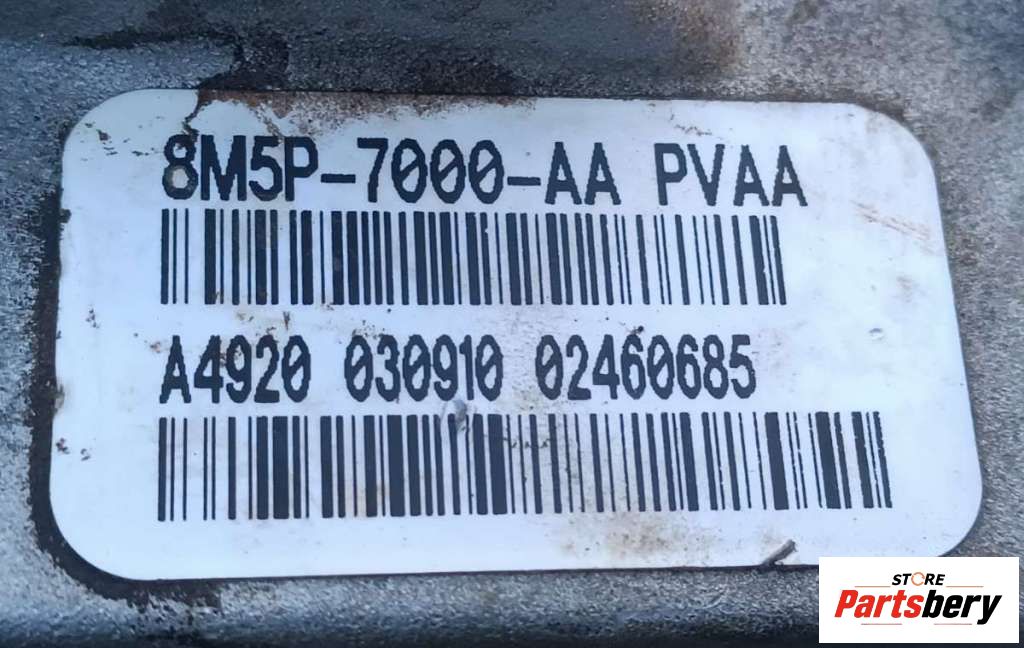 8M5P-7000-AA PVAA
A4920 030910 02460685
STORE
Partsbery